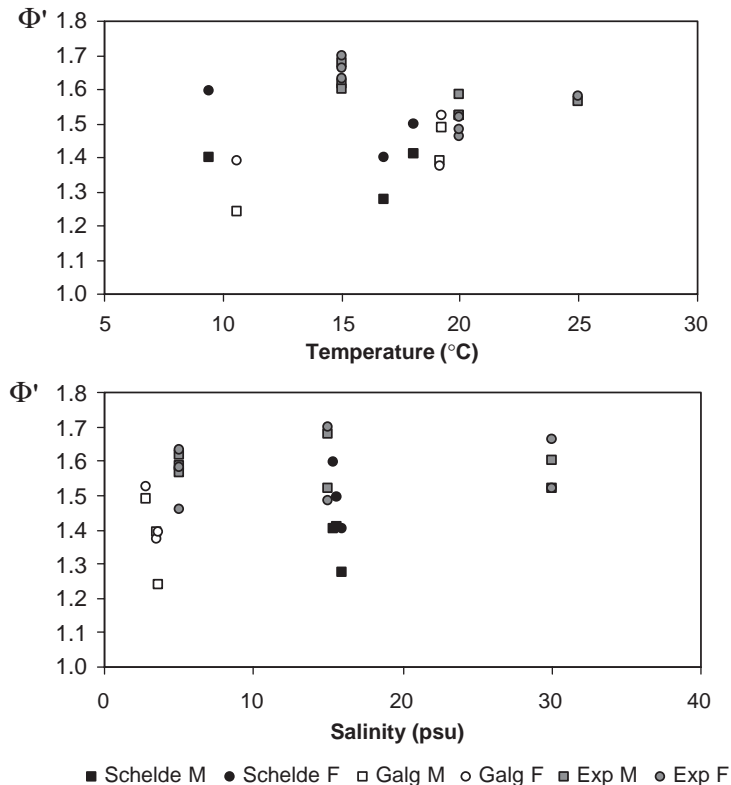 Φ'
1.8
1.7
1.6
1.5
1.4
1.3
1.2
1.1
1.0
5 10 15 20 25 30
Temperature (°C)
Φ'
1.8
1.7
1.6
1.5
1.4
1.3
1.2
1.1
1.0
0 10 20 30 40
Salinity (psu)
Schelde M Schelde F Galg M Galg F Exp M Exp F